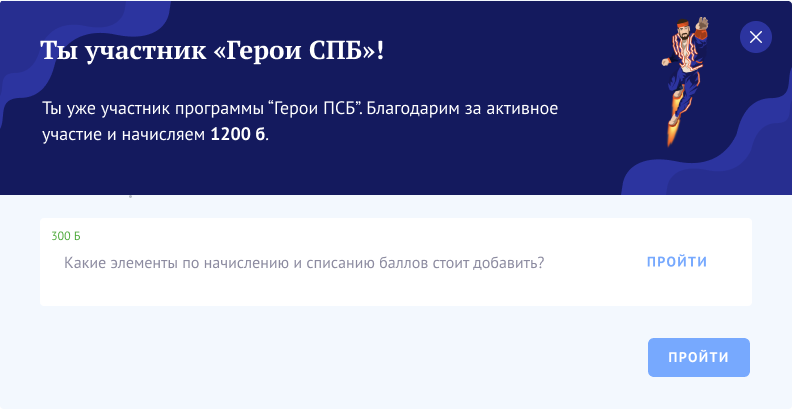 Ты участник «Герои СПБ»!
Ты уже участник программы “Герои ПСБ”. Благодарим за активное
участие и начисляем 1200 б.
300 Б
Какие элементы по начислению и списанию баллов стоит добавить?
ПРОЙТИ
ПРОЙТИ